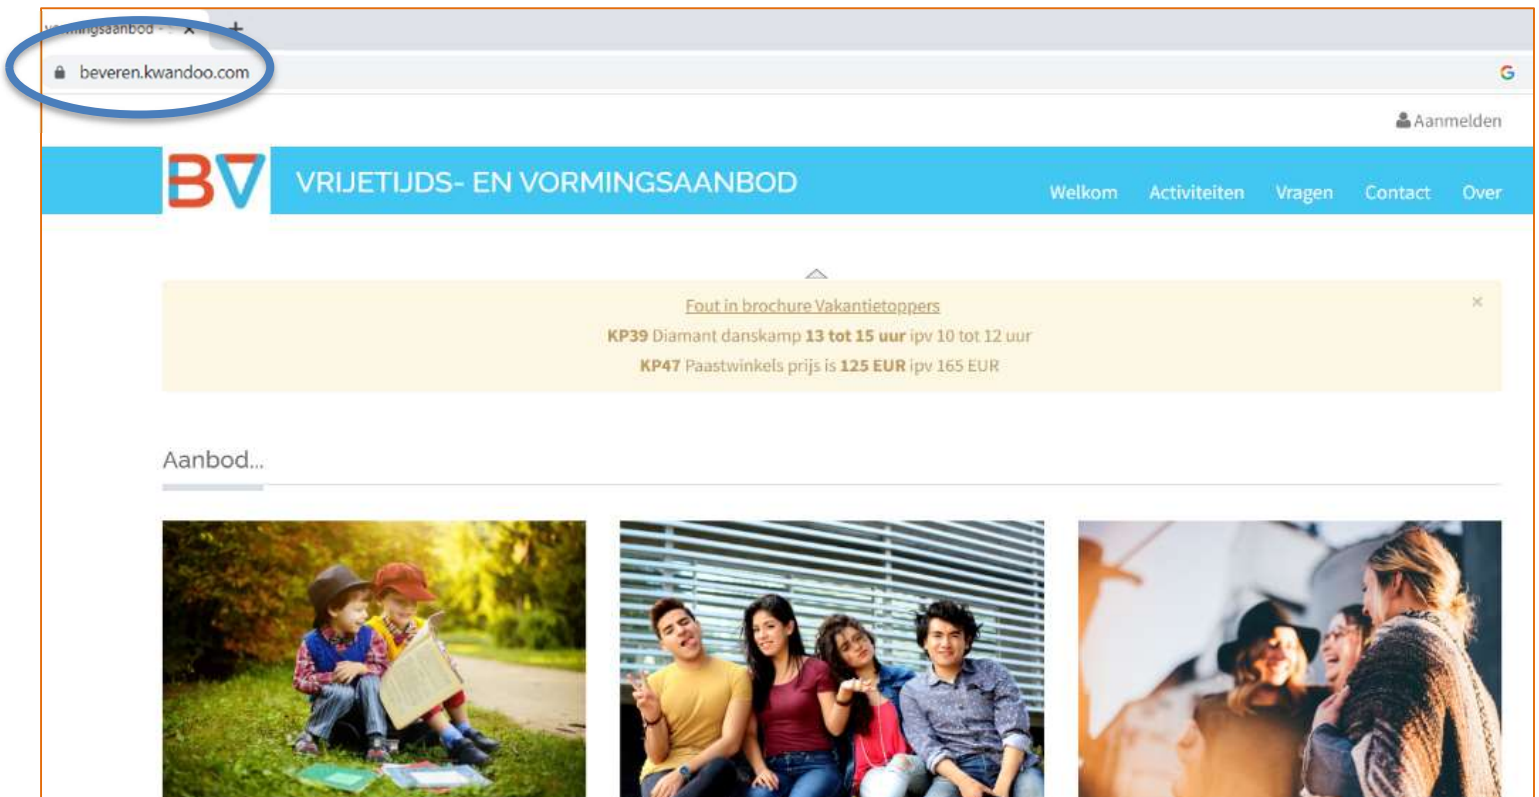 vormingsaanbod -
beveren.kwandoo.com
Aanmelden
BV
VRIJETIJDS- EN VORMINGSAANBOD
Welkom Activiteiten Vragen Contact Over
Fout in brochure Vakantietoppers
KP39 Diamant danskamp 13 tot 15 uur ipv 10 tot 12 uur
KP47 Paastwinkels prijs is 125 EUR ipv 165 EUR
Aanbod...